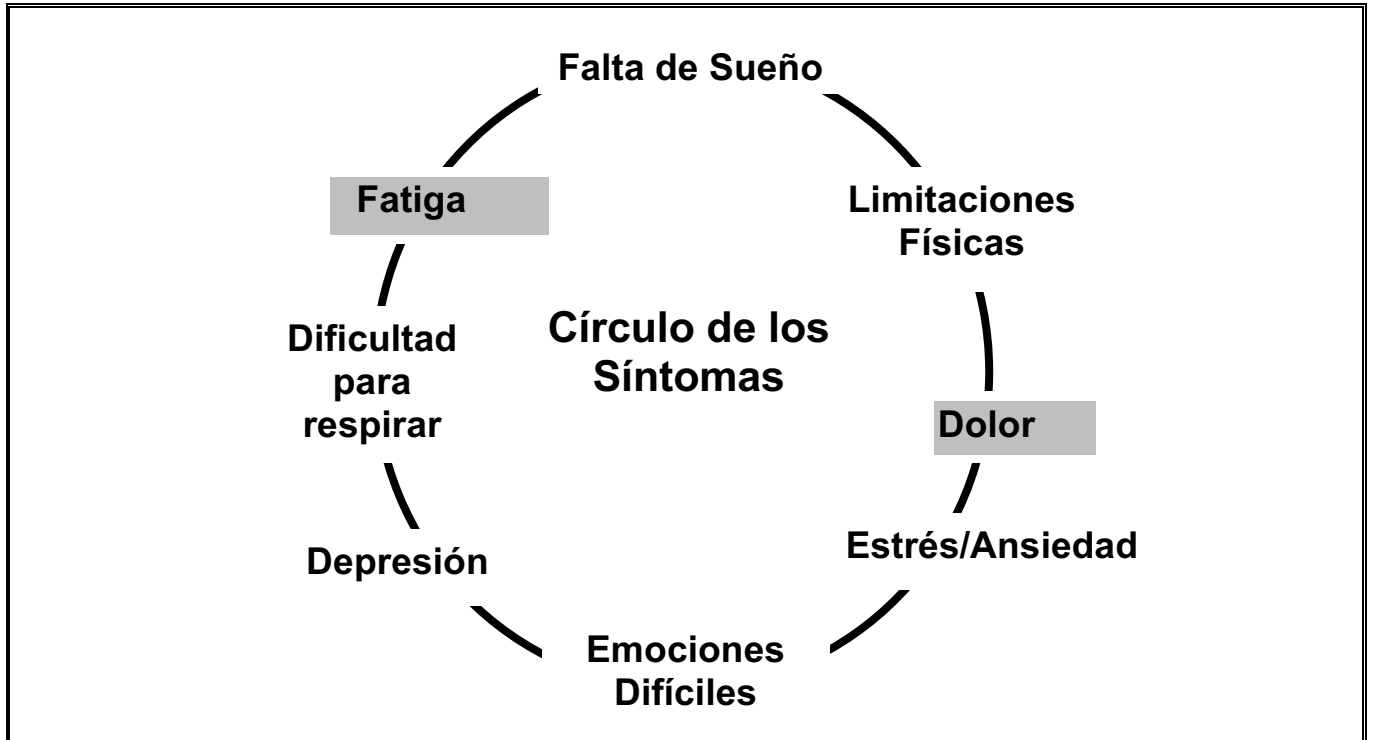 Falta de Sueño
Fatiga
Limitaciones
Físicas
Círculo de los
Síntomas
Dificultad
para
respirar
Dolor
Estrés/Ansiedad
Depresión
Emociones
Difíciles